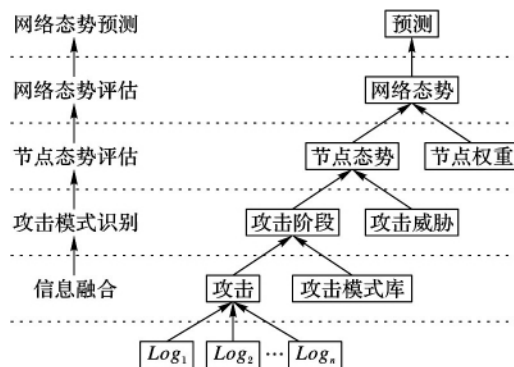 网络态势预测 预测
网络态势评估 网络态势
节点态势评估 节点态势 节点权重
攻击模式识别 攻击阶段 攻击威胁
信息融合 攻击 攻击模式库
Log₁ Log₂ … Logₙ